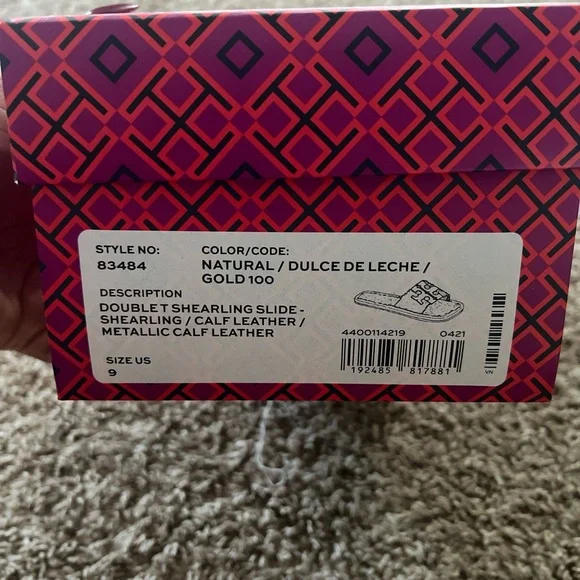 STYLE NO:
83484
COLOR/CODE:
NATURAL / DULCE DE LECHE /
GOLD 100
DESCRIPTION
DOUBLE T SHEARLING SLIDE -
SHEARLING / CALF LEATHER /
METALLIC CALF LEATHER
SIZE US
9
4400114219 0421
192485 817881
VN